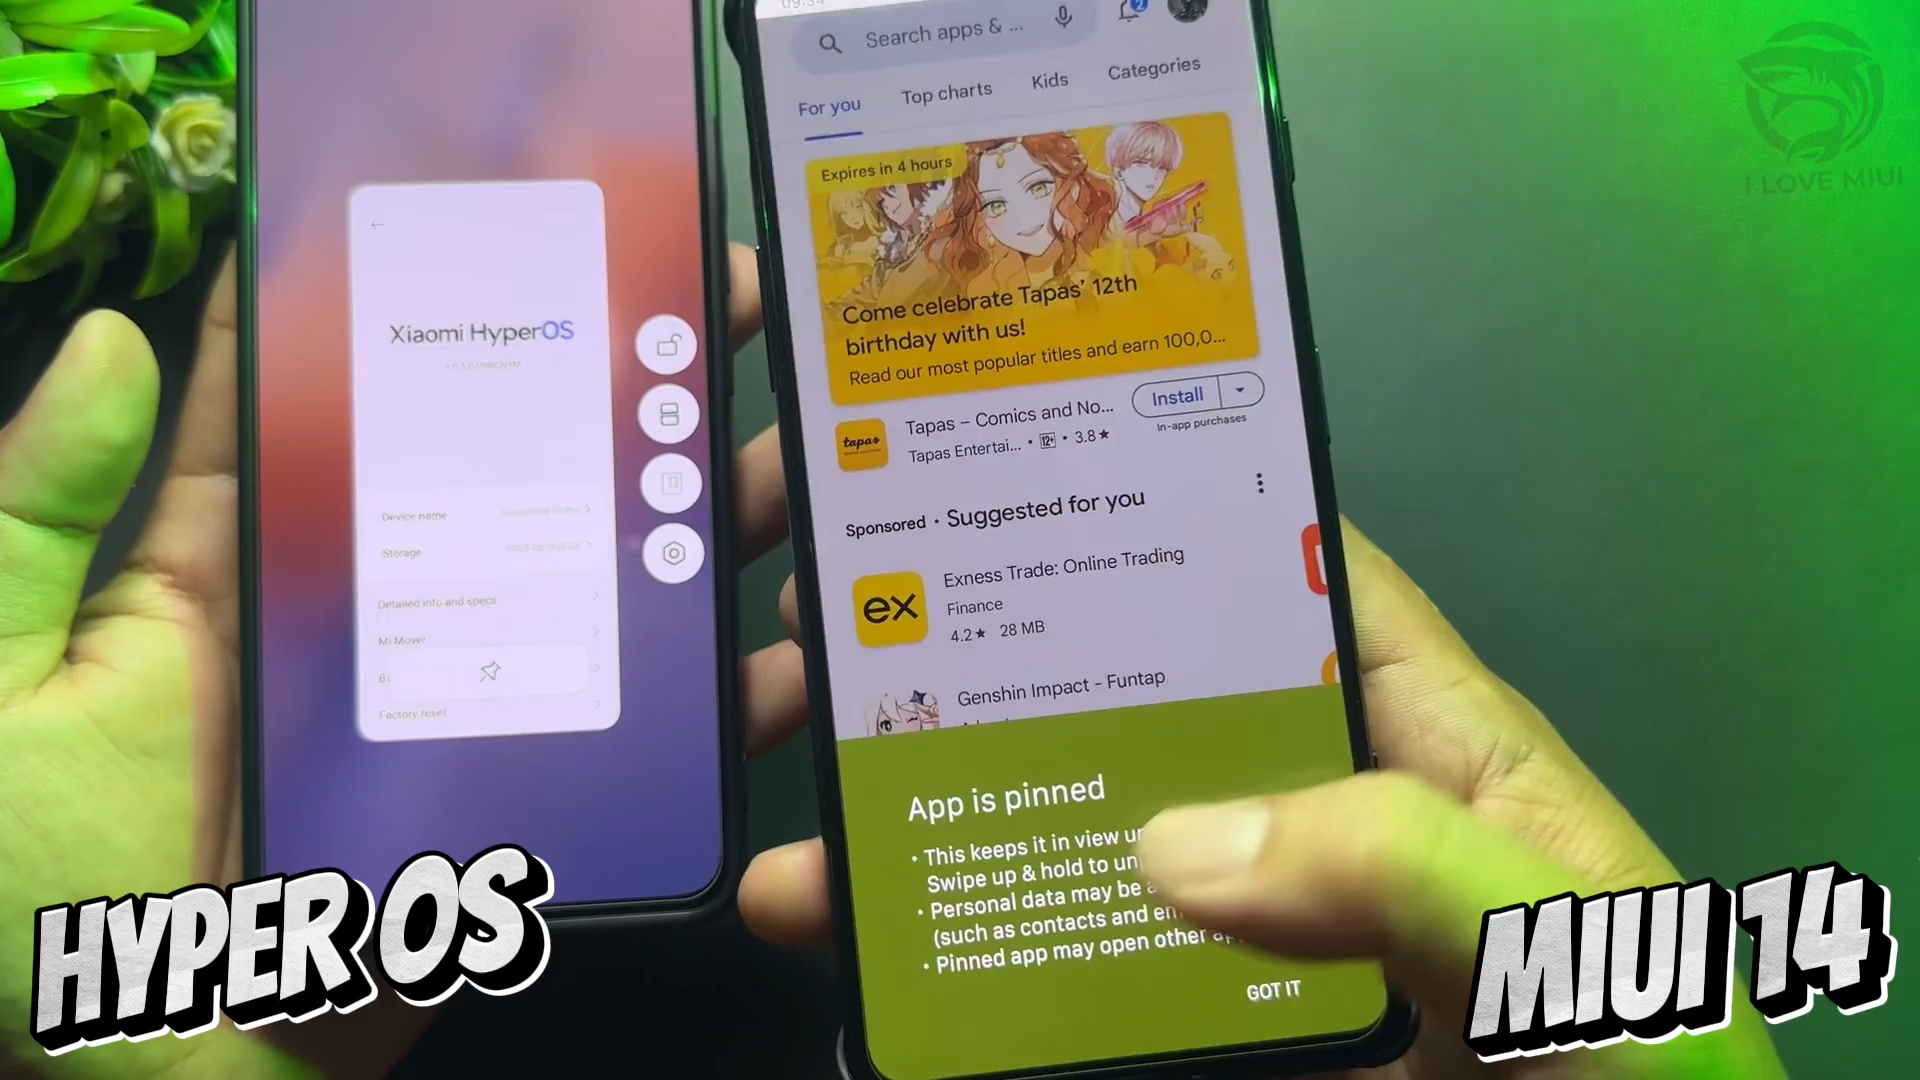 Xiaomi HyperOS
Device name
Storage
Detailed info and specs
Mi Mover
Factory reset
Search apps & ...
2
For you
Top charts
Kids
Categories
Expires in 4 hours
Come celebrate Tapas' 12th
birthday with us!
Read our most popular titles and earn 100,0...
tapas
Tapas – Comics and No...
Tapas Entertai... • 12+ • 3.8★
Install
In-app purchases
Sponsored • Suggested for you
ex
Exness Trade: Online Trading
Finance
4.2★ 28 MB
Genshin Impact - Funtap
App is pinned
• This keeps it in view
Swipe up & hold to
• Personal data may be
(such as contacts and
• Pinned app may open other
GOT IT
I LOVE MIUI
HYPER OS
MIUI 14